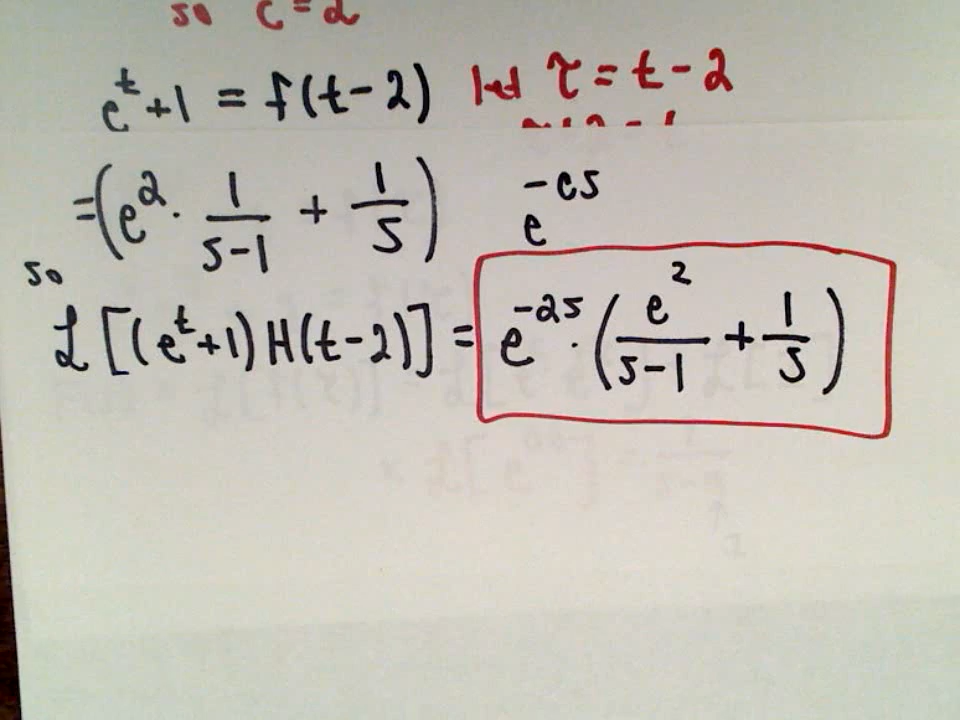 so c = 2
e^t + 1 = f(t - 2) let τ = t - 2
= (e^2 · 1/(s-1) + 1/s) e^{-cs}
so
ℒ[(e^t + 1) H(t - 2)] = e^{-2s} · (e^2/(s-1) + 1/s)